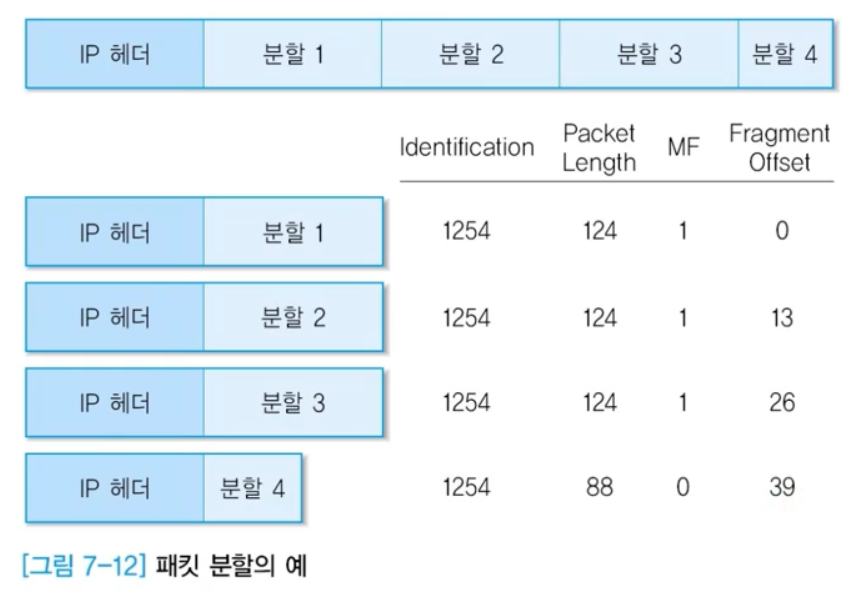 IP 헤더 분할 1 분할 2 분할 3 분할 4
Identification Packet Length MF Fragment Offset
IP 헤더 분할 1 1254 124 1 0
IP 헤더 분할 2 1254 124 1 13
IP 헤더 분할 3 1254 124 1 26
IP 헤더 분할 4 1254 88 0 39
[그림 7-12] 패킷 분할의 예